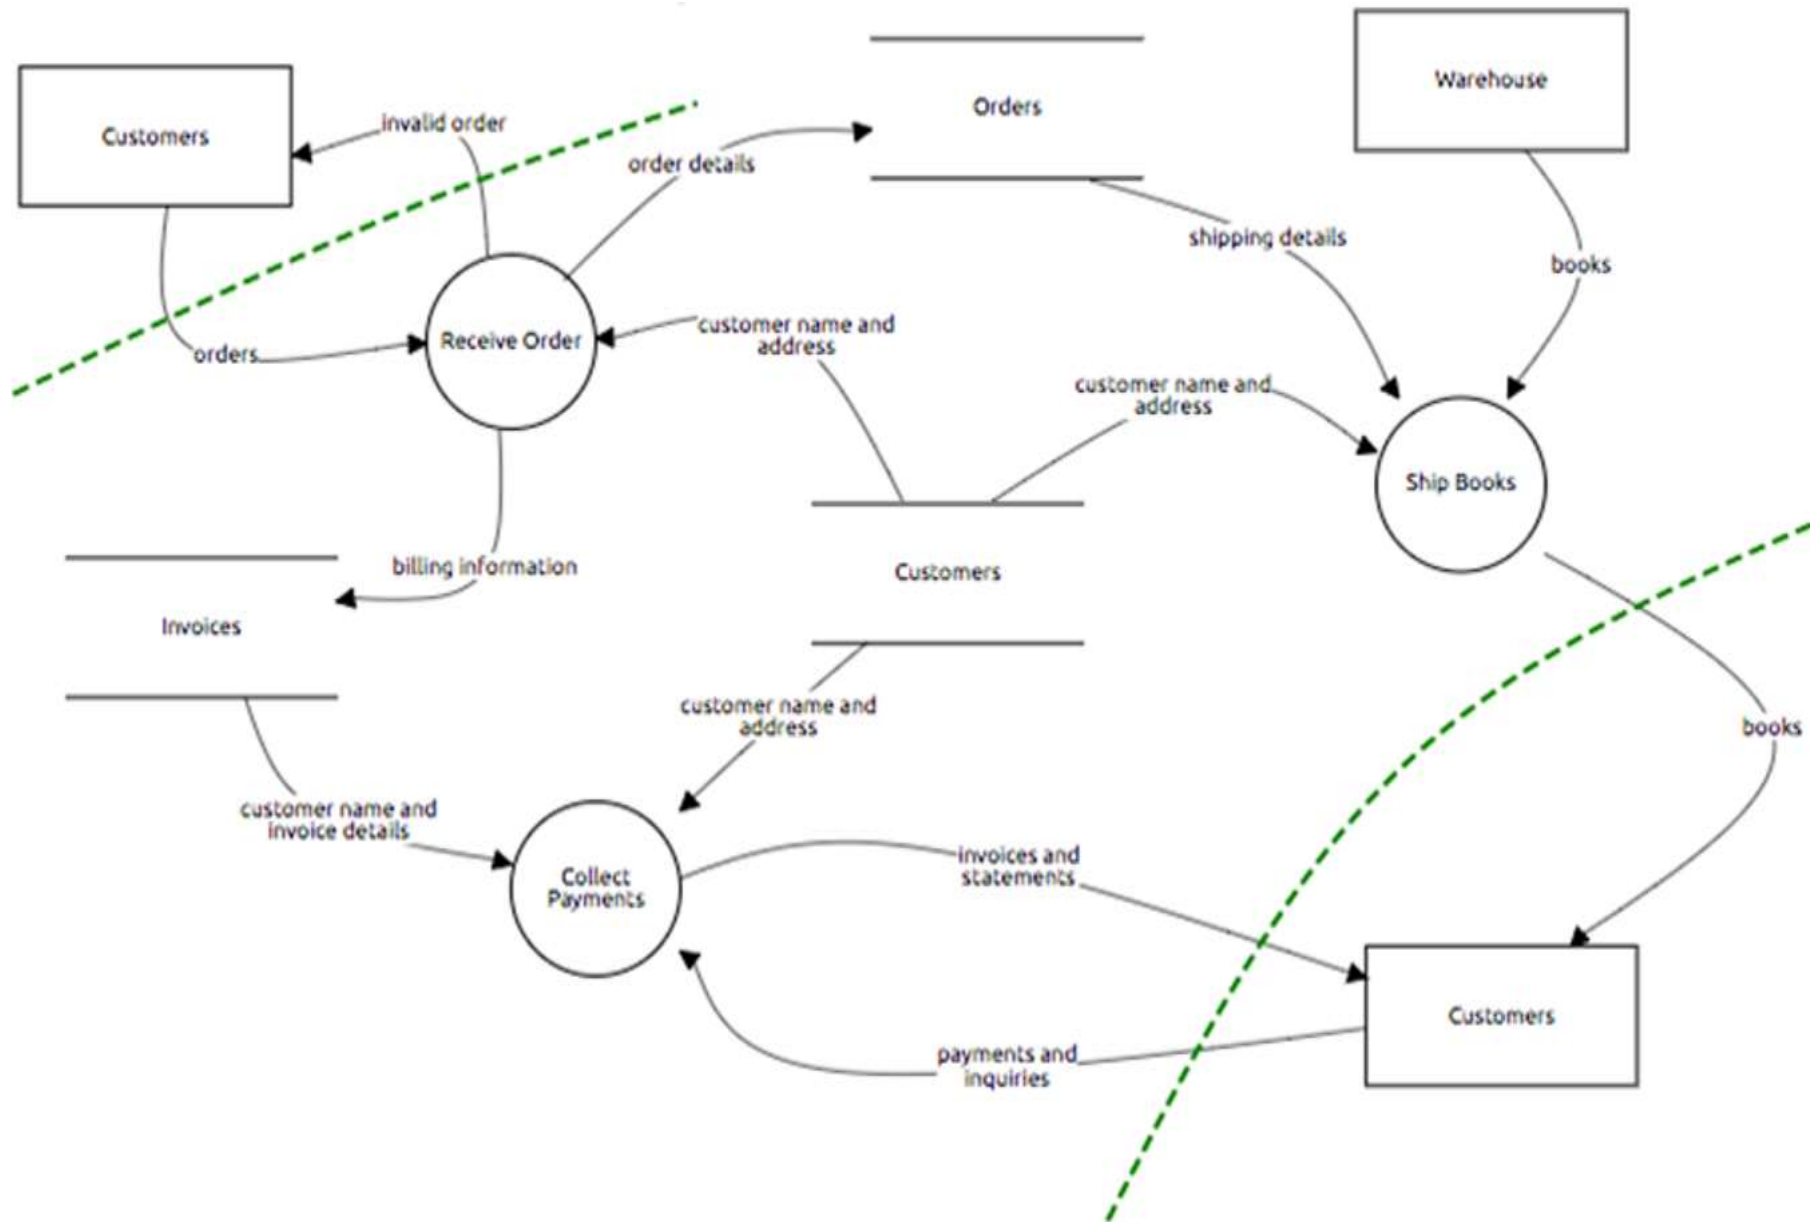 Warehouse
Orders
Customers
invalid order
order details
shipping details
books
orders
Receive Order
customer name and
address
customer name and
address
Ship Books
billing information
Customers
Invoices
customer name and
address
books
customer name and
invoice details
Collect
Payments
invoices and
statements
Customers
payments and
inquiries